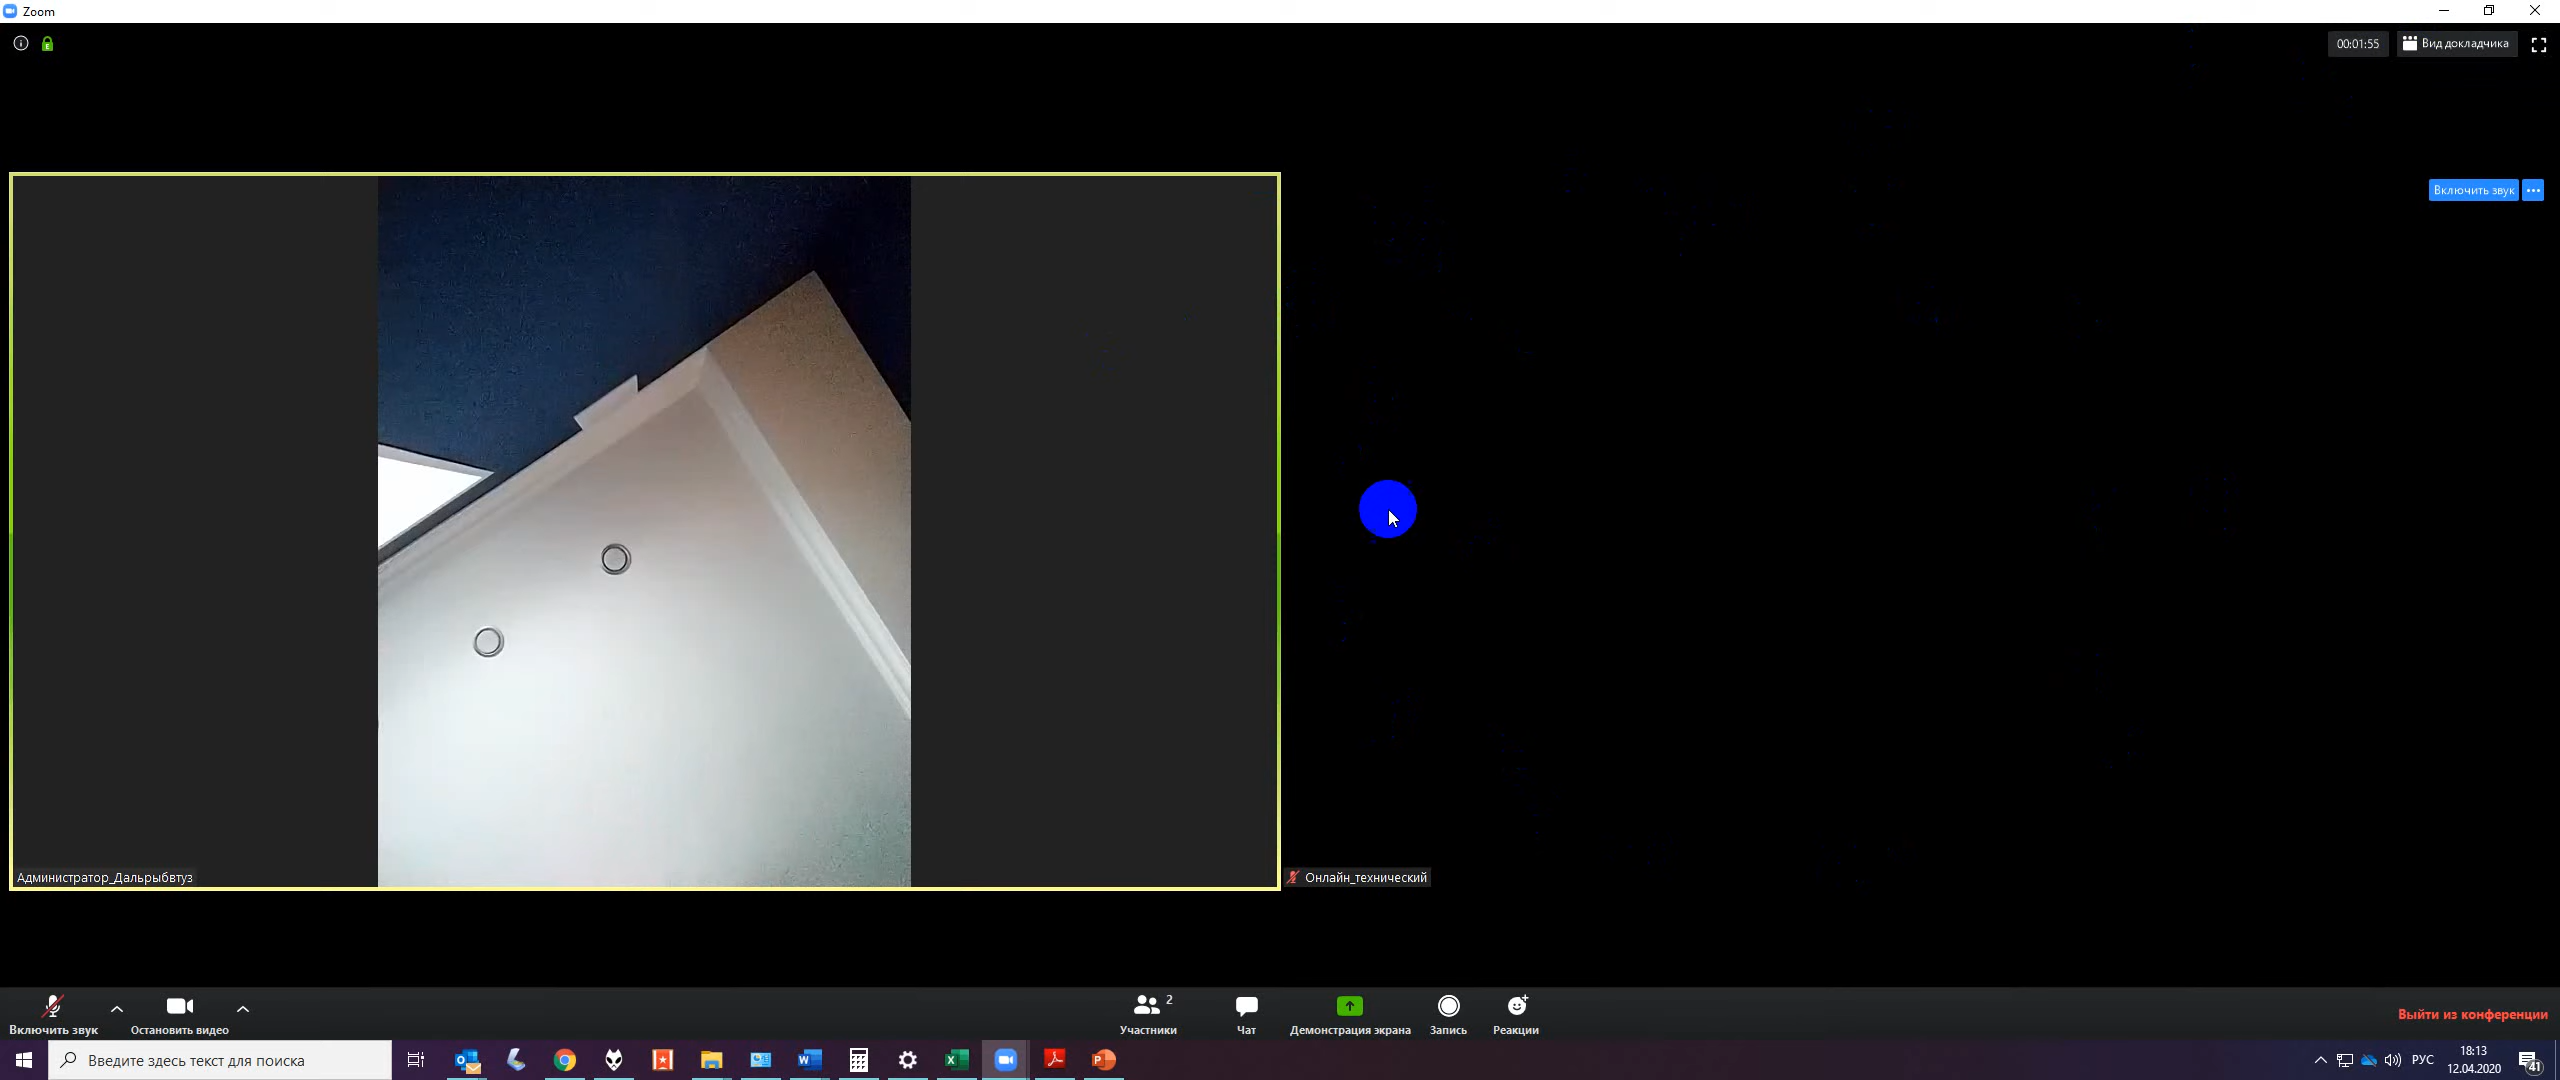 Zoom
00:01:55
Вид докладчика
Включить звук
Администратор_Дальрыбвтуз
Онлайн_технический
Включить звук
Остановить видео
2
Участники
Чат
Демонстрация экрана
Запись
Реакции
Выйти из конференции
Введите здесь текст для поиска
РУС
18:13
12.04.2020
41